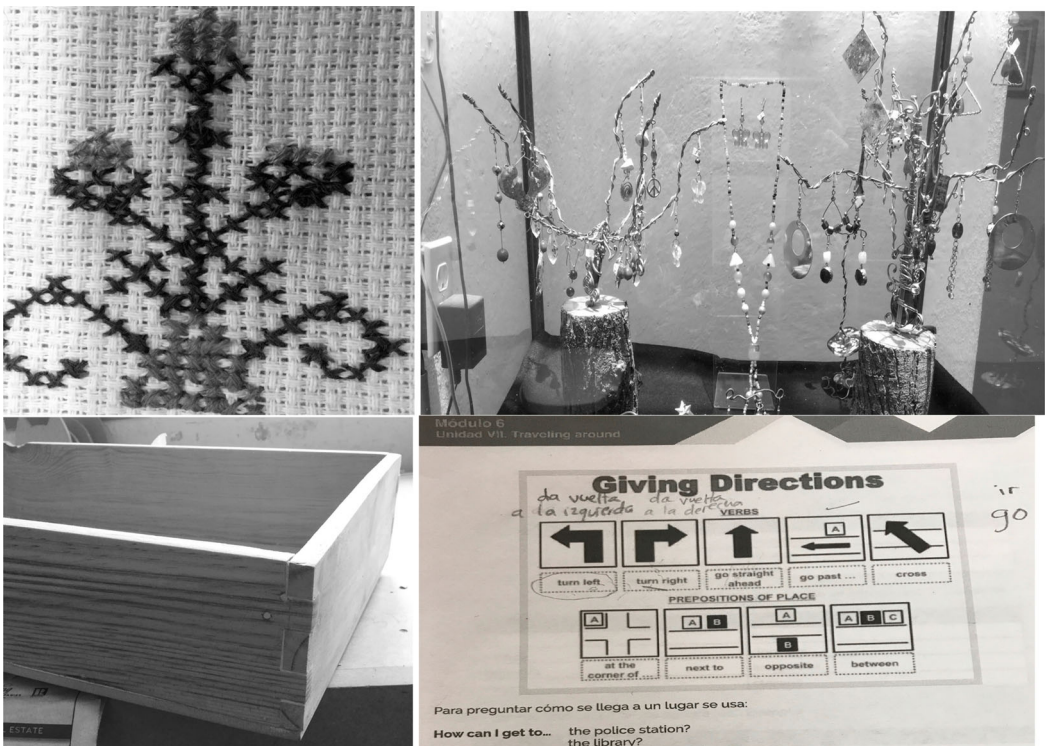 Módulo 6
Unidad VII. Traveling around
Giving Directions
da vuelta da vuelta
a la izquierda a la derecha
ir
go
VERBS
A
turn left turn right go straight ahead go past ... cross
PREPOSITIONS OF PLACE
A A B A A B C
B
at the corner of ... next to opposite between
Para preguntar cómo se llega a un lugar se usa:
How can I get to... the police station?
the library?
ESTATE